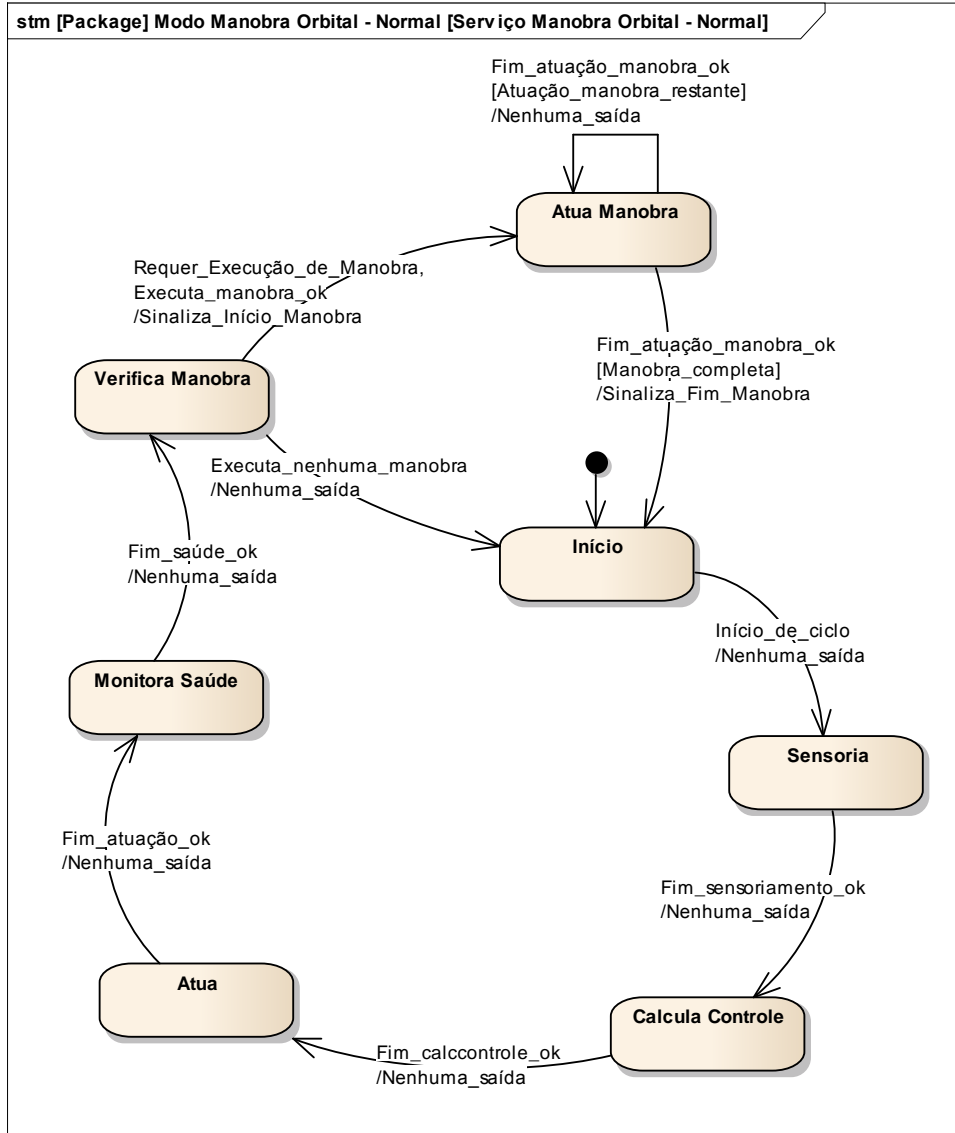 stm [Package] Modo Manobra Orbital - Normal [Serviço Manobra Orbital - Normal]
Fim_atuação_manobra_ok
[Atuação_manobra_restante]
/Nenhuma_saída
Atua Manobra
Requer_Execução_de_Manobra,
Executa_manobra_ok
/Sinaliza_Início_Manobra
Fim_atuação_manobra_ok
[Manobra_completa]
/Sinaliza_Fim_Manobra
Verifica Manobra
Executa_nenhuma_manobra
/Nenhuma_saída
Início
Fim_saúde_ok
/Nenhuma_saída
Início_de_ciclo
/Nenhuma_saída
Monitora Saúde
Sensoria
Fim_atuação_ok
/Nenhuma_saída
Fim_sensoriamento_ok
/Nenhuma_saída
Atua
Calcula Controle
Fim_calccontrole_ok
/Nenhuma_saída